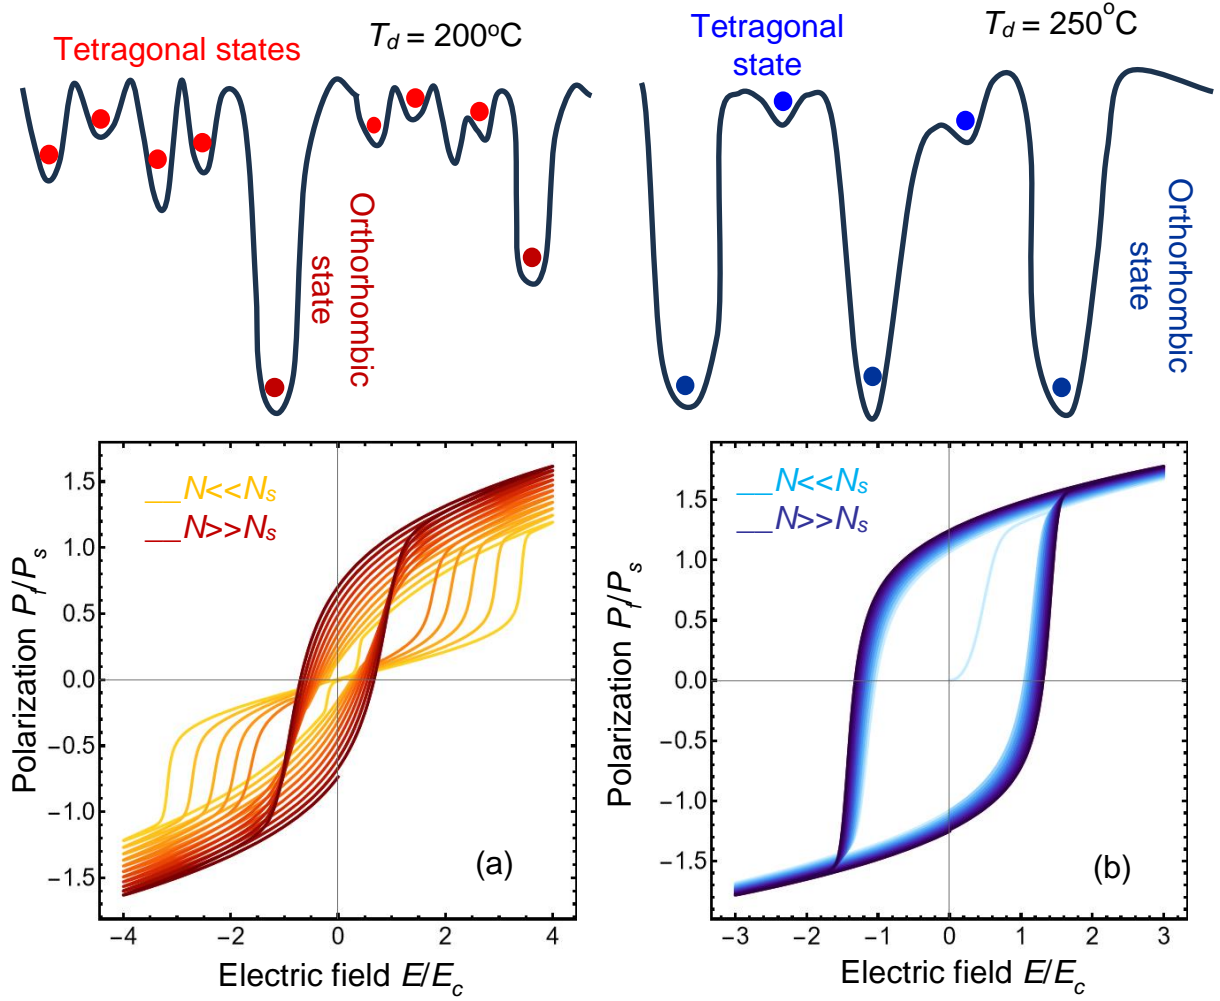 Tetragonal states
T_d = 200°C
Tetragonal
state
T_d = 250°C
Orthorhombic
state
Orthorhombic
state
Polarization P_f/P_s
1.5
1.0
0.5
0.0
−0.5
−1.0
−1.5
__N<<N_s
__N>>N_s
(a)
−4 −2 0 2 4
Electric field E/E_c
Polarization P_f/P_s
1.5
1.0
0.5
0.0
−0.5
−1.0
−1.5
__N<<N_s
__N>>N_s
(b)
−3 −2 −1 0 1 2 3
Electric field E/E_c